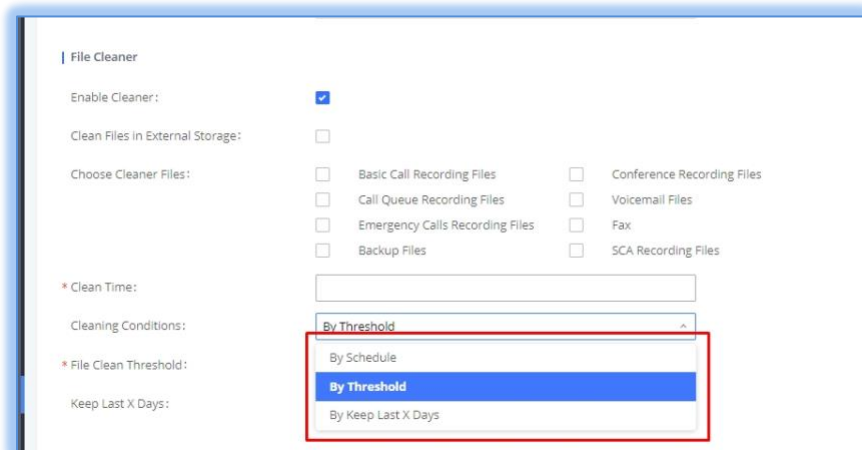 File Cleaner
Enable Cleaner:
Clean Files in External Storage:
Choose Cleaner Files: Basic Call Recording Files Conference Recording Files
Call Queue Recording Files Voicemail Files
Emergency Calls Recording Files Fax
Backup Files SCA Recording Files
* Clean Time:
Cleaning Conditions: By Threshold
By Schedule
* File Clean Threshold:
By Threshold
Keep Last X Days:
By Keep Last X Days